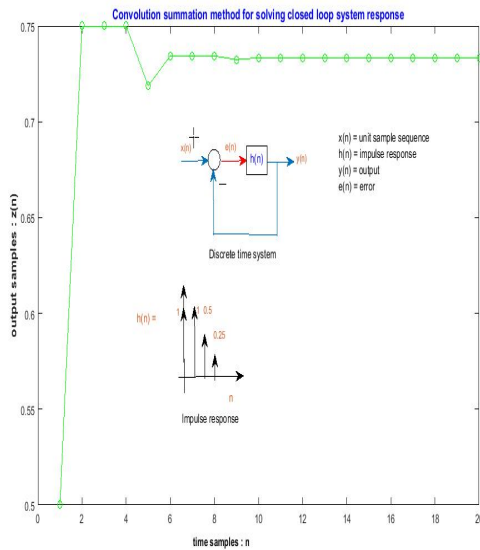 Convolution summation method for solving closed loop system response
0.75
0.7
0.65
0.6
0.55
0.5
output samples : z(n)
x(n)
+
e(n)
h(n)
y(n)
−
Discrete time system
x(n) = unit sample sequence
h(n) = impulse response
y(n) = output
e(n) = error
h(n) =
1
1
0.5
0.25
n
Impulse response
0 2 4 6 8 10 12 14 16 18 20
time samples : n